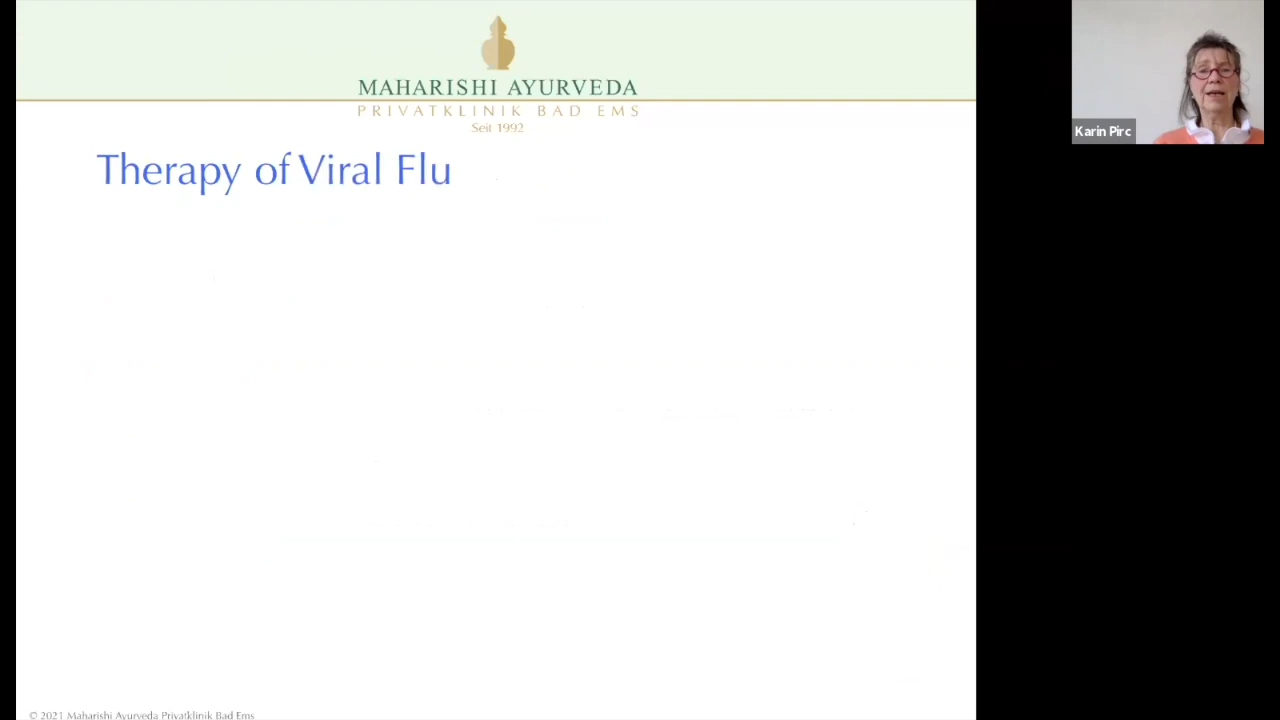 MAHARISHI AYURVEDA
PRIVATKLINIK BAD EMS
Seit 1992
Karin Pirc
Therapy of Viral Flu
© 2021 Maharishi Ayurveda Privatklinik Bad Ems